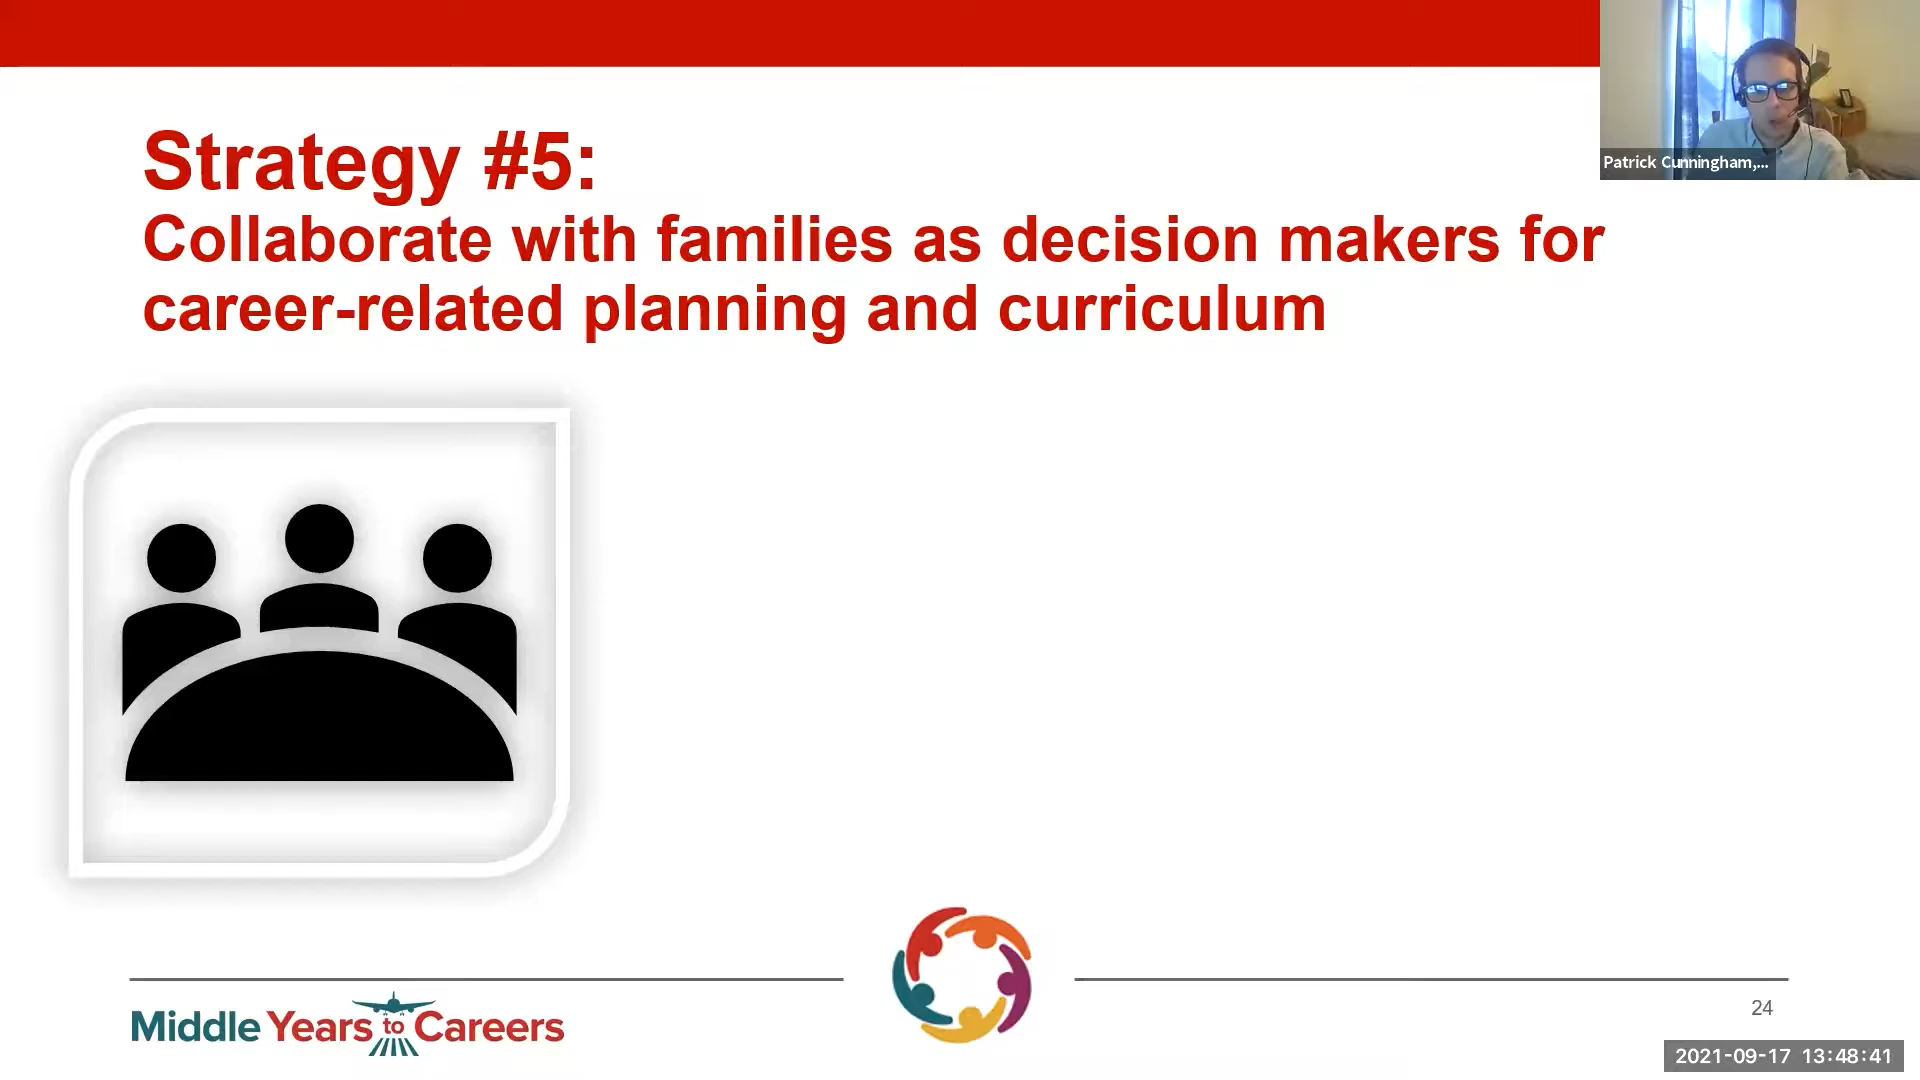 Strategy #5:
Collaborate with families as decision makers for
career-related planning and curriculum
Patrick Cunningham,...
Middle Years to Careers
24
2021-09-17 13:48:41